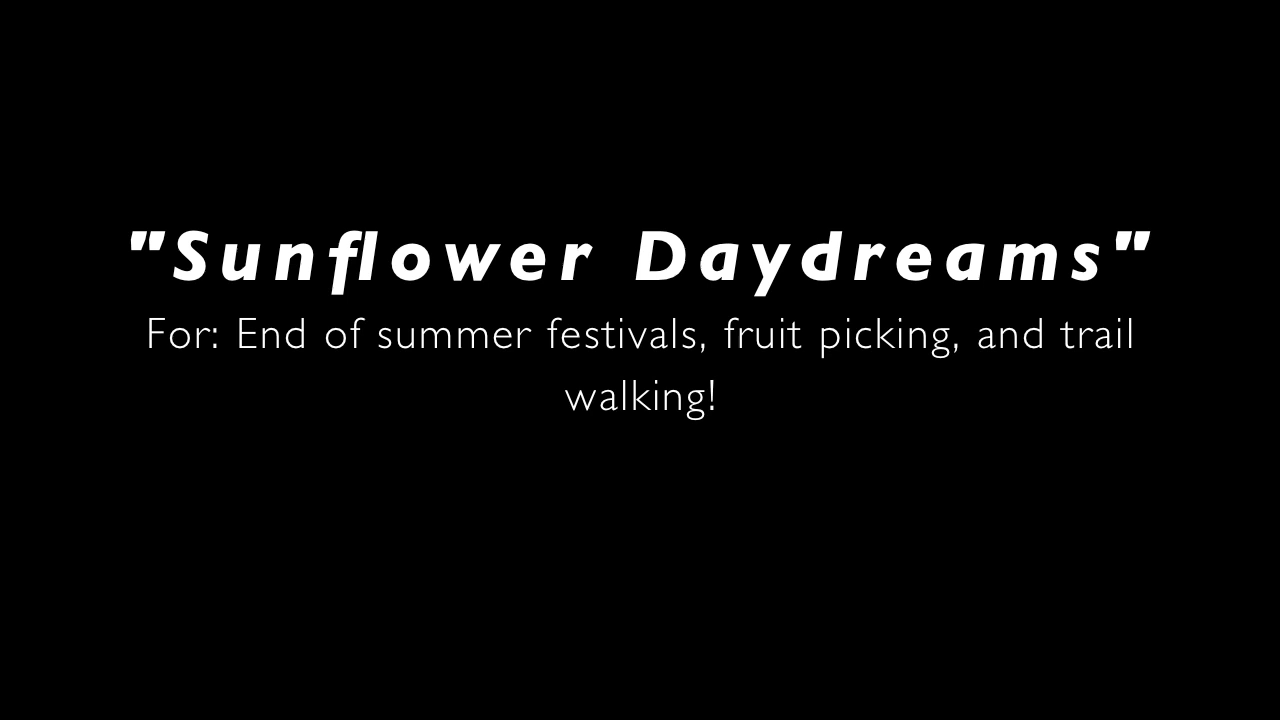 "Sunflower Daydreams"
For: End of summer festivals, fruit picking, and trail
walking!